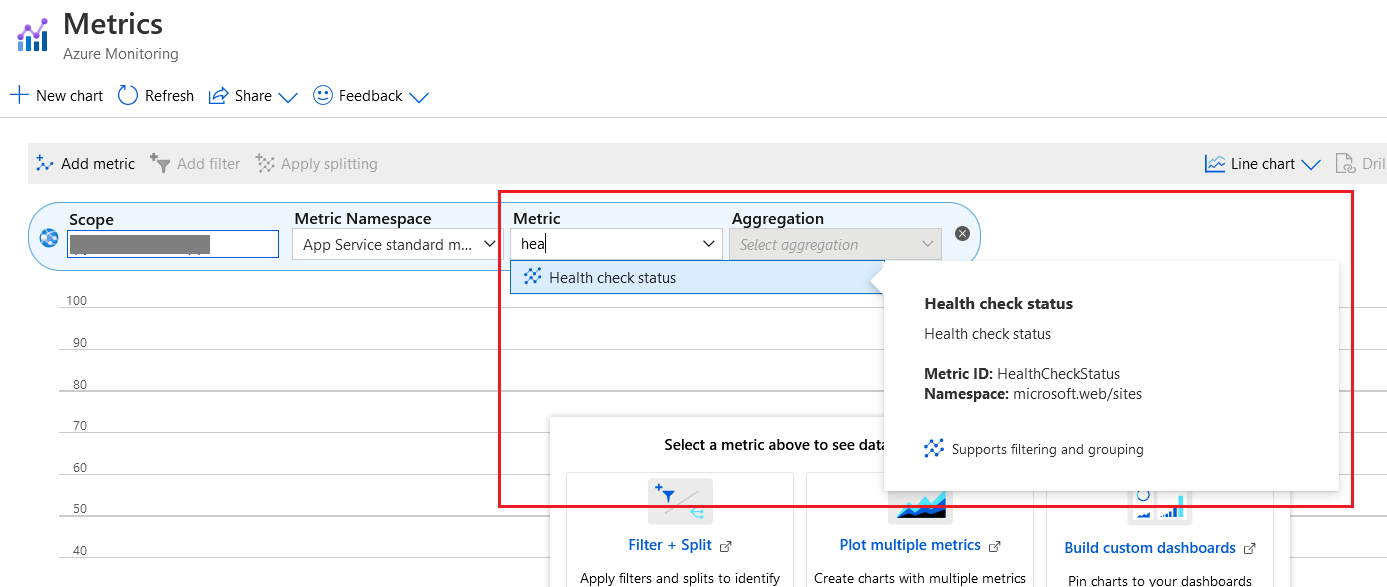 Metrics
Azure Monitoring
New chart Refresh Share Feedback
Add metric Add filter Apply splitting Line chart Dril
Scope Metric Namespace Metric Aggregation
App Service standard m... hea Select aggregation
Health check status
100
90
80
70
60
50
40
Health check status
Health check status
Metric ID: HealthCheckStatus
Namespace: microsoft.web/sites
Supports filtering and grouping
Select a metric above to see data
Filter + Split Plot multiple metrics Build custom dashboards
Apply filters and splits to identify Create charts with multiple metrics Pin charts to your dashboards